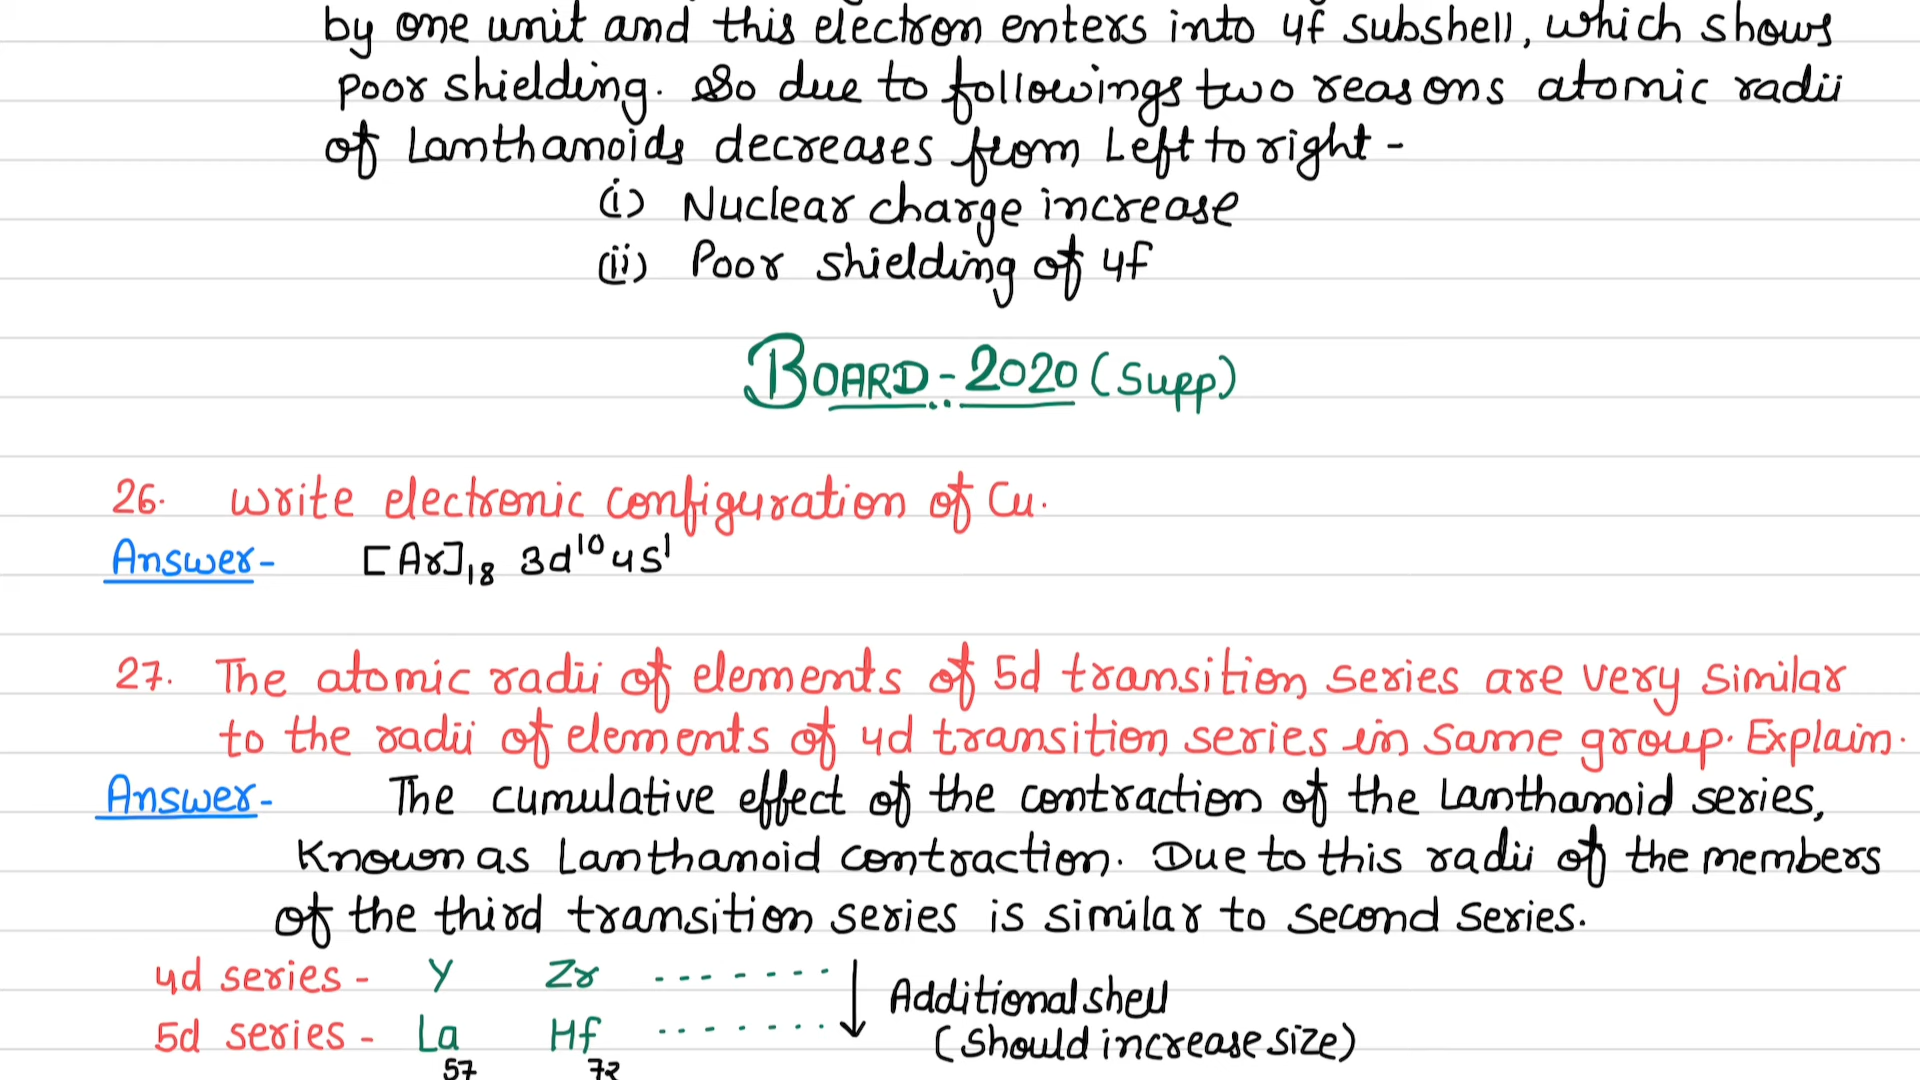 by one unit and this electron enters into 4f subshell, which shows
Poor shielding. So due to followings two reasons atomic radii
of Lanthanoids decreases from Left to right -
(i) Nuclear charge increase
(ii) Poor shielding of 4f
BOARD-2020 (Supp)
26. Write electronic configuration of Cu.
Answer- [Ar]₁₈ 3d¹⁰4s¹
27. The atomic radii of elements of 5d transition series are very similar
to the radii of elements of 4d transition series in same group. Explain.
Answer- The cumulative effect of the contraction of the Lanthanoid series,
Known as Lanthanoid contraction. Due to this radii of the members
of the third transition series is similar to second series.
4d series - Y Zr ------- ↓ Additional shell
5d series - La Hf ------- (Should increase size)
57 72